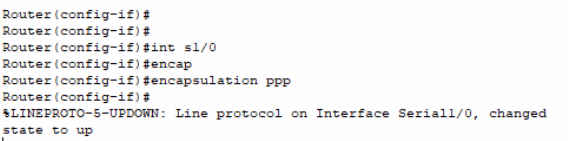 Router(config-if)#
Router(config-if)#
Router(config-if)#int s1/0
Router(config-if)#encap
Router(config-if)#encapsulation ppp
Router(config-if)#
%LINEPROTO-5-UPDOWN: Line protocol on Interface Serial1/0, changed
state to up